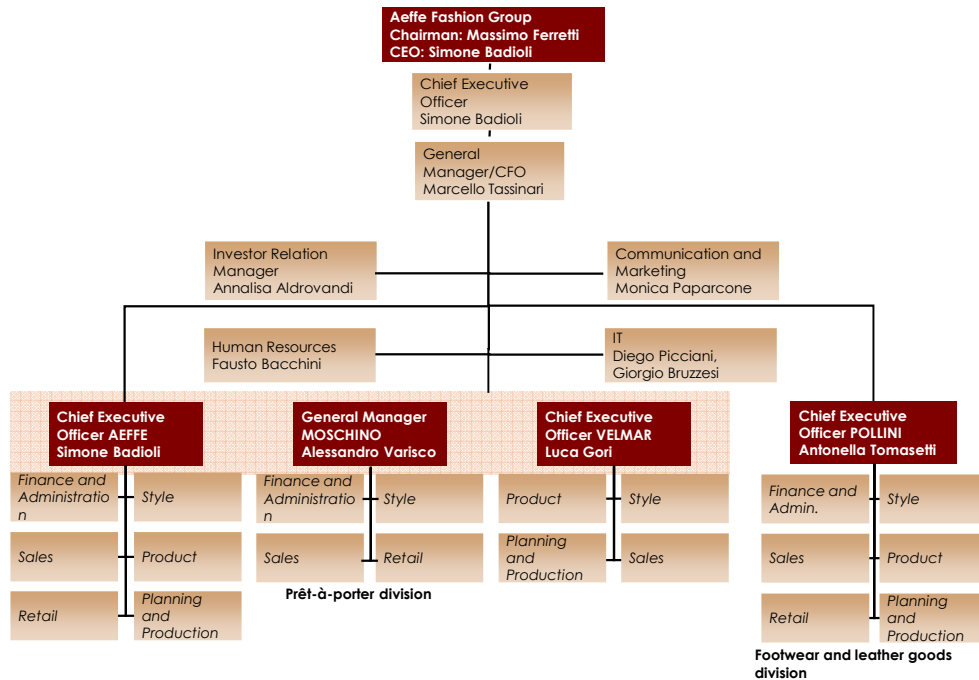 Aeffe Fashion Group
Chairman: Massimo Ferretti
CEO: Simone Badioli
Chief Executive
Officer
Simone Badioli
General
Manager/CFO
Marcello Tassinari
Investor Relation
Manager
Annalisa Aldrovandi
Communication and
Marketing
Monica Paparcone
Human Resources
Fausto Bacchini
IT
Diego Picciani,
Giorgio Bruzzesi
Chief Executive
Officer AEFFE
Simone Badioli
General Manager
MOSCHINO
Alessandro Varisco
Chief Executive
Officer VELMAR
Luca Gori
Chief Executive
Officer POLLINI
Antonella Tomasetti
Finance and
Administratio
n
Style
Sales
Product
Retail
Planning
and
Production
Finance and
Administratio
n
Style
Sales
Retail
Prêt-à-porter division
Product
Style
Planning
and
Production
Sales
Finance and
Admin.
Style
Sales
Product
Retail
Planning
and
Production
Footwear and leather goods
division